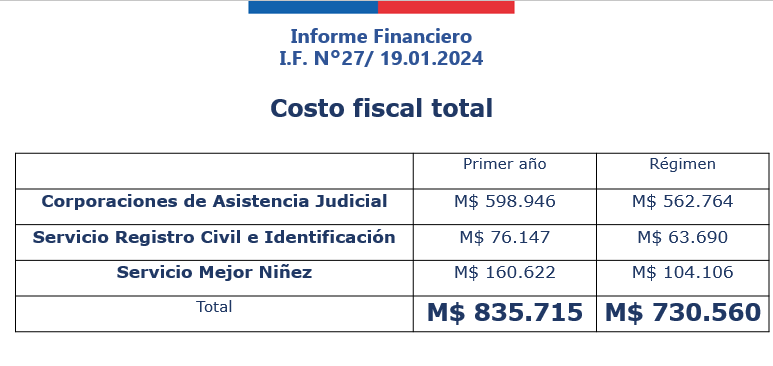 Informe Financiero
I.F. N°27/ 19.01.2024
Costo fiscal total
Primer año Régimen
Corporaciones de Asistencia Judicial M$ 598.946 M$ 562.764
Servicio Registro Civil e Identificación M$ 76.147 M$ 63.690
Servicio Mejor Niñez M$ 160.622 M$ 104.106
Total M$ 835.715 M$ 730.560